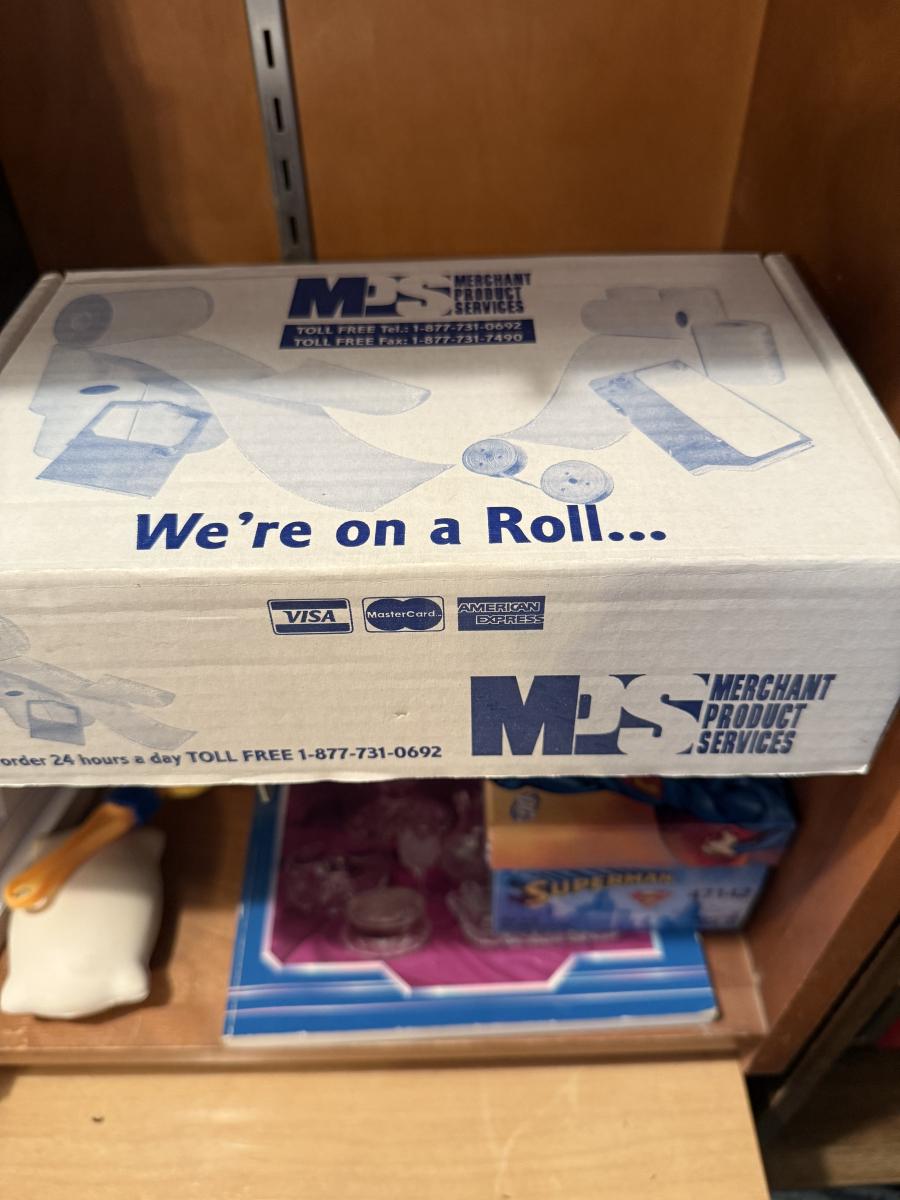 MPS MERCHANT
PRODUCT
SERVICES
TOLL FREE Tel.: 1-877-731-0692
TOLL FREE Fax: 1-877-731-7490
We're on a Roll...
VISA MasterCard AMERICAN
EXPRESS
order 24 hours a day TOLL FREE 1-877-731-0692
MPS MERCHANT
PRODUCT
SERVICES
SUPERMAN
47142